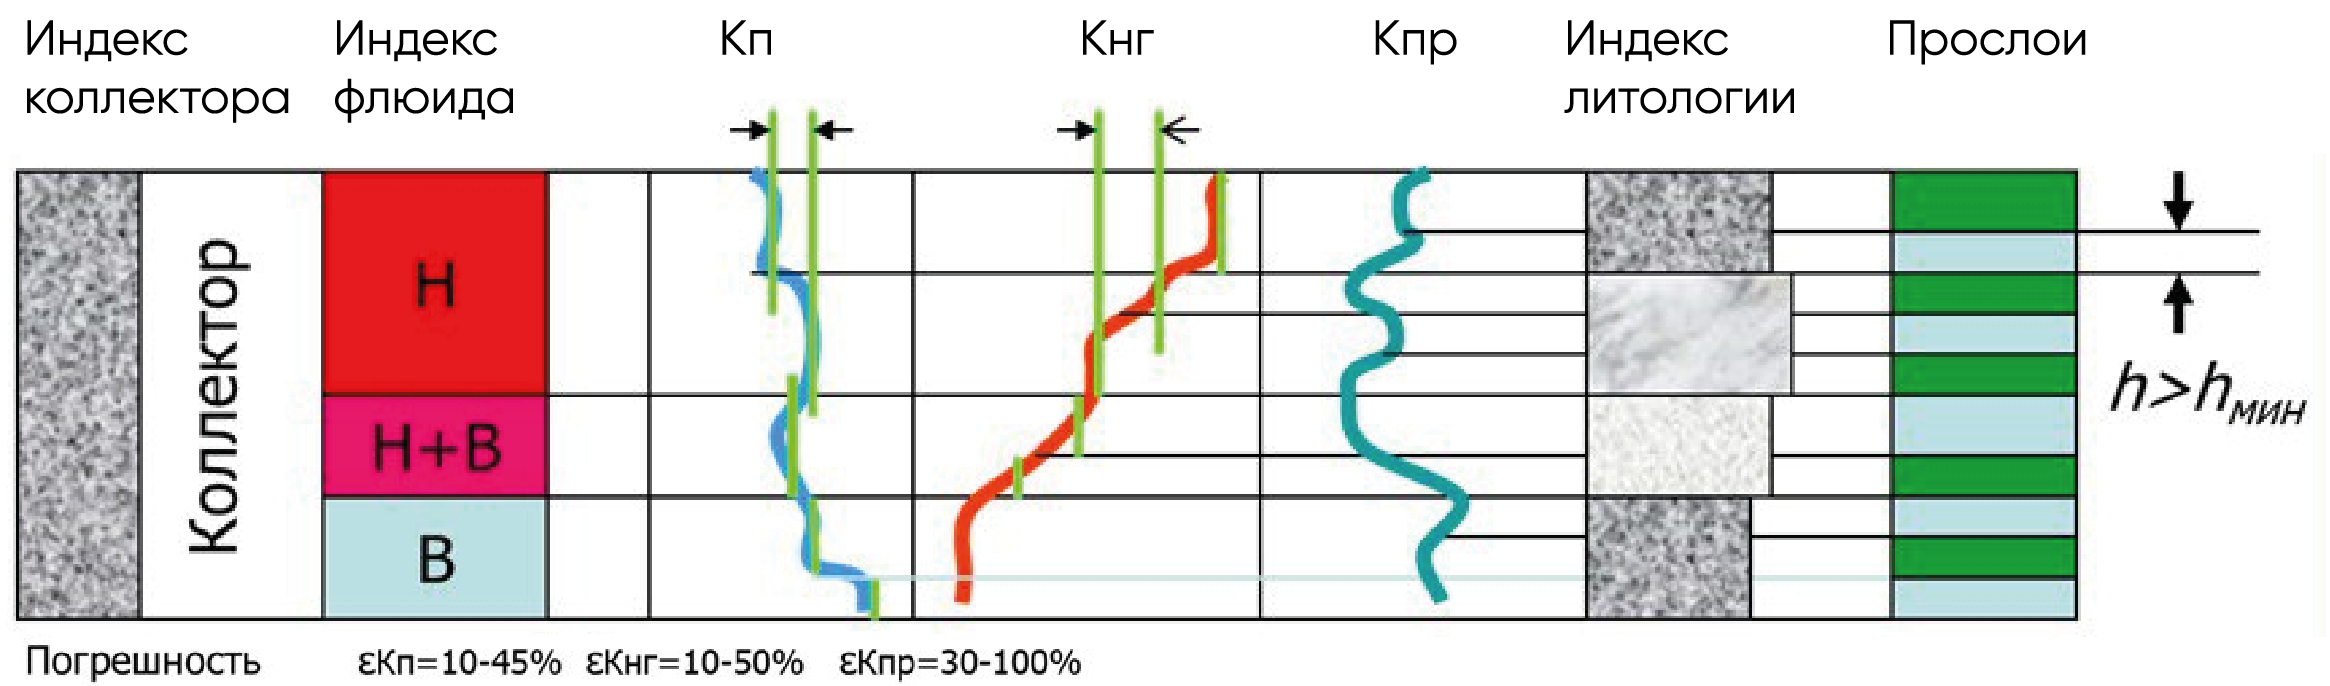 Индекс коллектора
Индекс флюида
Кп
Кнг
Кпр
Индекс литологии
Прослои
Коллектор
Н
Н+В
В
h>hмин
Погрешность εКп=10-45% εКнг=10-50% εКпр=30-100%